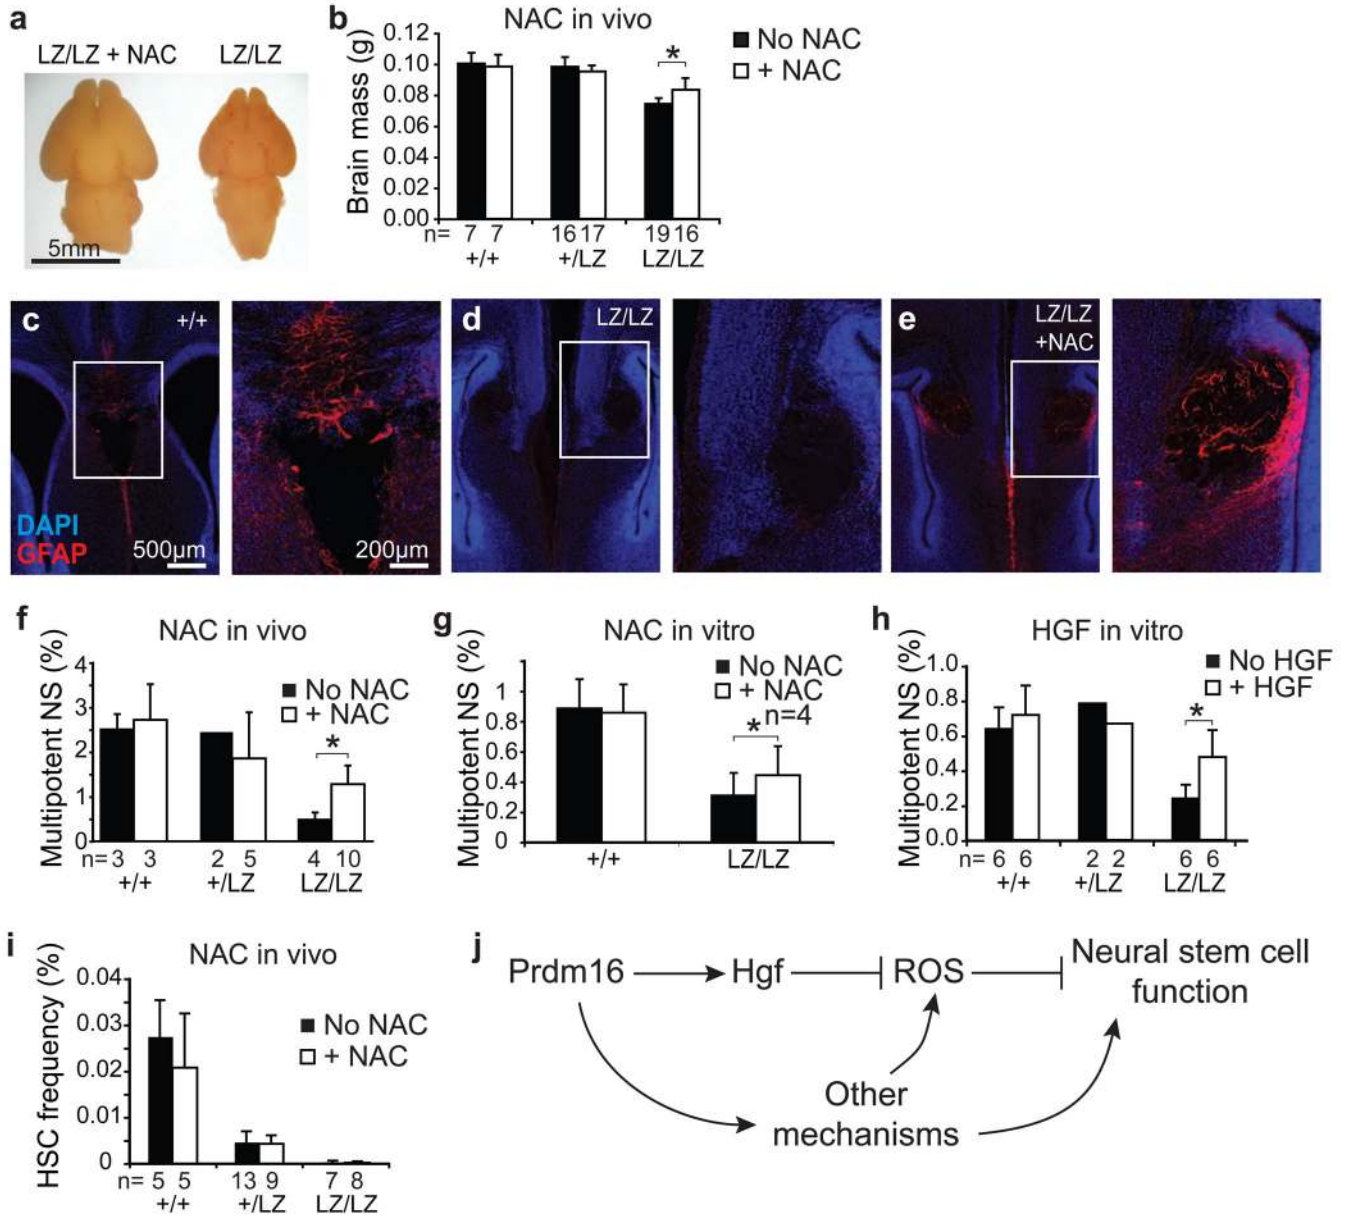 a
LZ/LZ + NAC
LZ/LZ
5mm
b
NAC in vivo
No NAC
+ NAC
Brain mass (g)
0.12
0.10
0.08
0.06
0.04
0.02
0.00
*
n= 7 7 16 17 19 16
+/+ +/LZ LZ/LZ
c
+/+
DAPI
GFAP
500µm
200µm
d
LZ/LZ
e
LZ/LZ
+NAC
f
NAC in vivo
Multipotent NS (%)
4
3
2
1
0
No NAC
+ NAC
*
n= 3 3 2 5 4 10
+/+ +/LZ LZ/LZ
g
NAC in vitro
Multipotent NS (%)
1
0.8
0.6
0.4
0.2
0
No NAC
+ NAC
n=4
*
+/+ LZ/LZ
h
HGF in vitro
Multipotent NS (%)
1.0
0.8
0.6
0.4
0.2
0.0
No HGF
+ HGF
*
n= 6 6 2 2 6 6
+/+ +/LZ LZ/LZ
i
NAC in vivo
HSC frequency (%)
0.04
0.03
0.02
0.01
0
No NAC
+ NAC
n= 5 5 13 9 7 8
+/+ +/LZ LZ/LZ
j
Prdm16 Hgf ROS Neural stem cell
function
Other
mechanisms